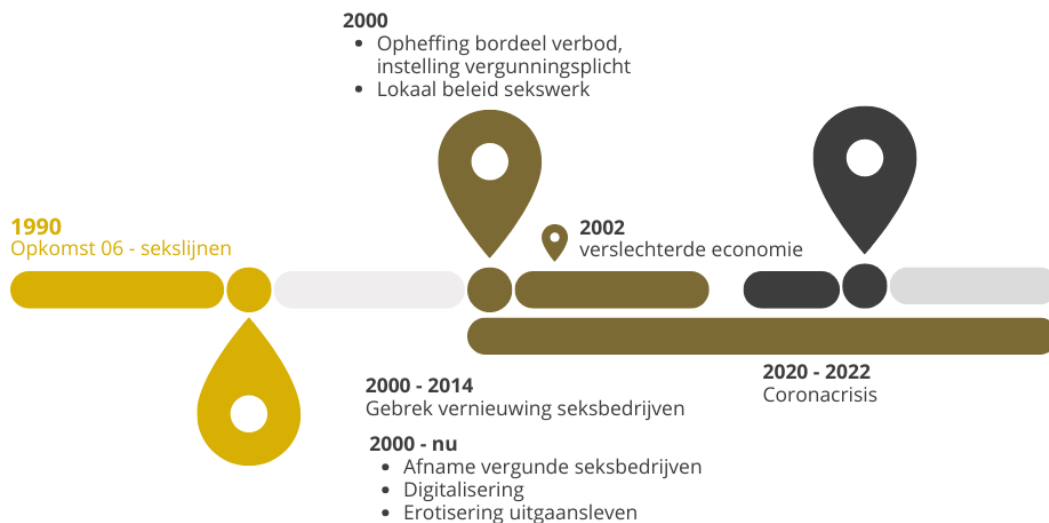 2000
• Opheffing bordeel verbod,
instelling vergunningsplicht
• Lokaal beleid sekswerk
1990
Opkomst 06 - sekslijnen
2002
verslechterde economie
2000 - 2014
Gebrek vernieuwing seksbedrijven
2000 - nu
• Afname vergunde seksbedrijven
• Digitalisering
• Erotisering uitgaansleven
2020 - 2022
Coronacrisis